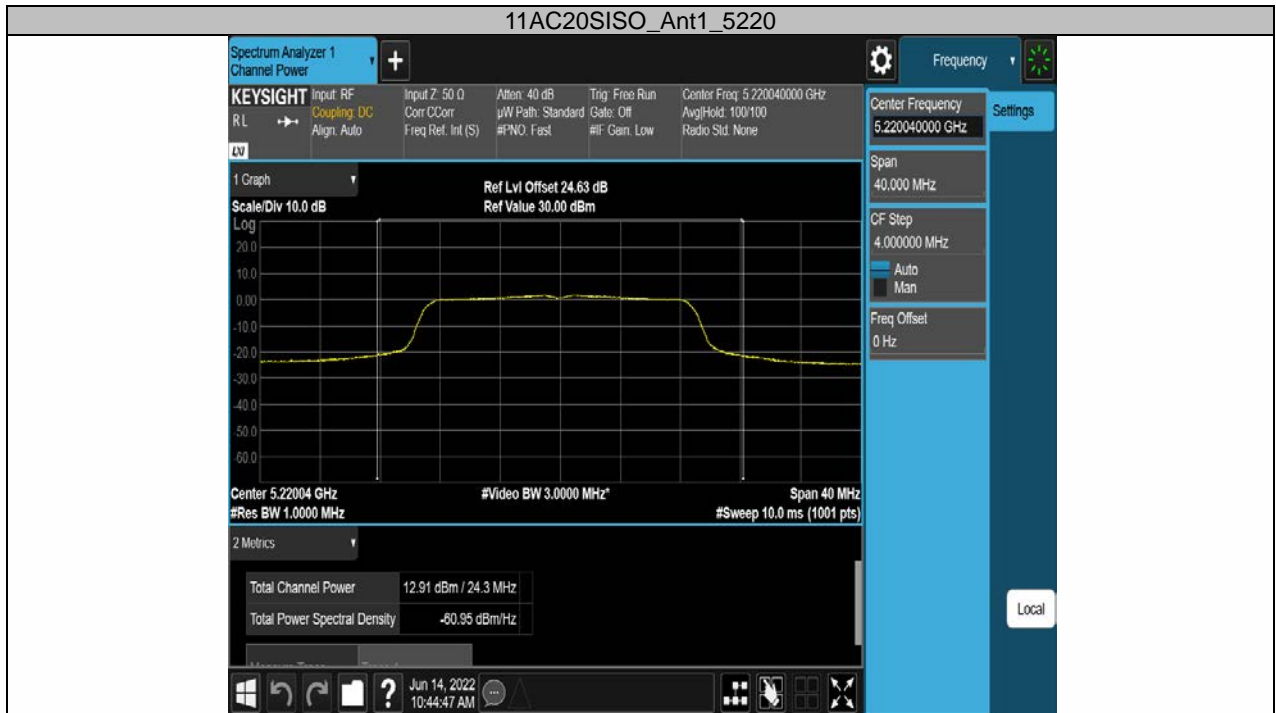 11AC20SISO_Ant1_5220
Spectrum Analyzer 1
Channel Power
+
Frequency
KEYSIGHT
RL
LXI
Input: RF
Coupling: DC
Align: Auto
Input Z: 50 Ω
Corr CCorr
Freq Ref: Int (S)
Atten: 40 dB
µW Path: Standard
#PNO: Fast
Trig: Free Run
Gate: Off
#IF Gain: Low
Center Freq: 5.220040000 GHz
Avg|Hold: 100/100
Radio Std: None
Center Frequency
5.220040000 GHz
Settings
Span
40.000 MHz
CF Step
4.000000 MHz
Auto
Man
Freq Offset
0 Hz
1 Graph
Scale/Div 10.0 dB
Ref Lvl Offset 24.63 dB
Ref Value 30.00 dBm
Log
20.0
10.0
0.00
-10.0
-20.0
-30.0
-40.0
-50.0
-60.0
Center 5.22004 GHz
#Video BW 3.0000 MHz*
Span 40 MHz
#Res BW 1.0000 MHz
#Sweep 10.0 ms (1001 pts)
2 Metrics
Total Channel Power 12.91 dBm / 24.3 MHz
Total Power Spectral Density -60.95 dBm/Hz
Local
?
Jun 14, 2022
10:44:47 AM